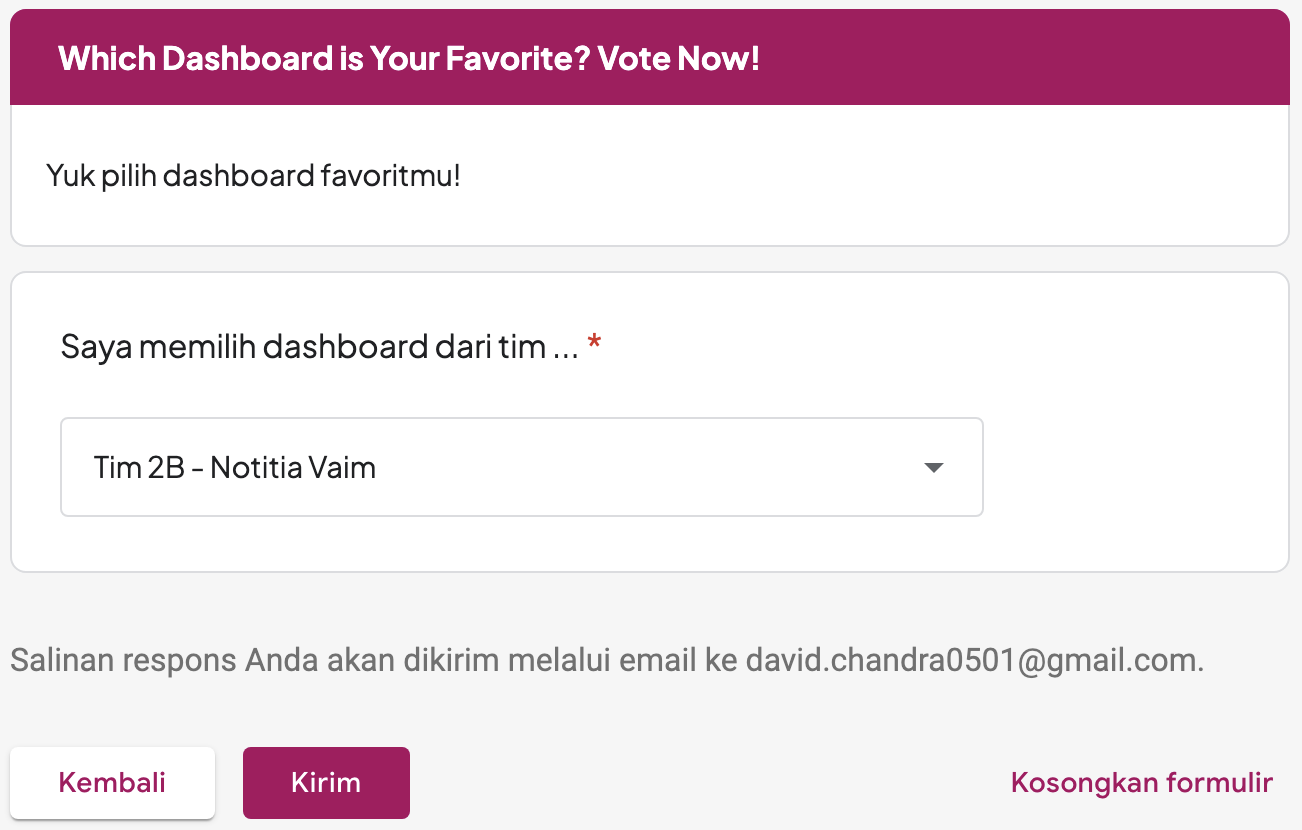 Which Dashboard is Your Favorite? Vote Now!
Yuk pilih dashboard favoritmu!
Saya memilih dashboard dari tim ... *
Tim 2B - Notitia Vaim
Salinan respons Anda akan dikirim melalui email ke david.chandra0501@gmail.com.
Kembali
Kirim
Kosongkan formulir